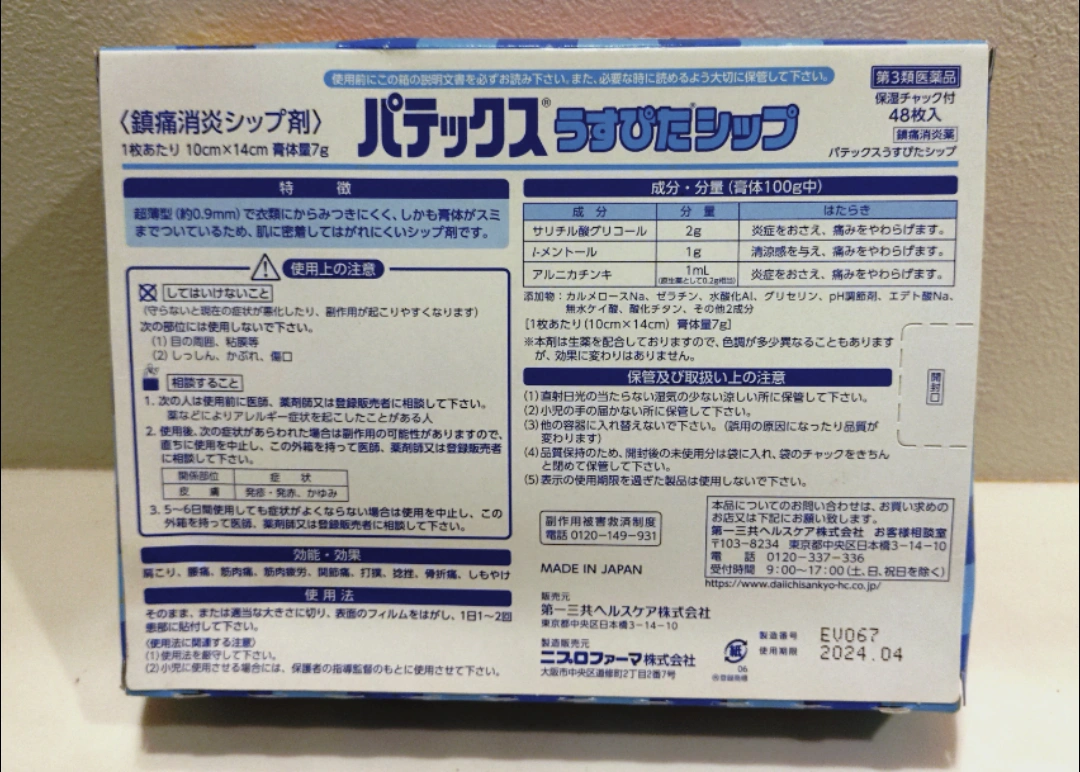 使用前にこの箱の説明文書を必ずお読み下さい。また、必要な時に読めるよう大切に保管して下さい。
第3類医薬品
〈鎮痛消炎シップ剤〉
1枚あたり 10cm×14cm 膏体量7g
パテックス® うすぴたシップ
保湿チャック付
48枚入
鎮痛消炎薬
パテックスうすぴたシップ
特 徴
超薄型(約0.9mm)で衣類にからみつきにくく、しかも膏体がスミ
までついているため、肌に密着してはがれにくいシップ剤です。
使用上の注意
してはいけないこと
(守らないと現在の症状が悪化したり、副作用が起こりやすくなります)
次の部位には使用しないで下さい。
(1)目の周囲、粘膜等
(2)しっしん、かぶれ、傷口
相談すること
1. 次の人は使用前に医師、薬剤師又は登録販売者に相談して下さい。
薬などによりアレルギー症状を起こしたことがある人
2. 使用後、次の症状があらわれた場合は副作用の可能性がありますので、
直ちに使用を中止し、この外箱を持って医師、薬剤師又は登録販売者
に相談して下さい。
関係部位 症 状
皮 膚 発疹・発赤、かゆみ
3. 5〜6日間使用しても症状がよくならない場合は使用を中止し、この
外箱を持って医師、薬剤師又は登録販売者に相談して下さい。
効能・効果
肩こり、腰痛、筋肉痛、筋肉疲労、関節痛、打撲、捻挫、骨折痛、しもやけ
使用法
そのまま、または適当な大きさに切り、表面のフィルムをはがし、1日1〜2回
患部に貼付して下さい。
〈使用法に関連する注意〉
(1)使用法を厳守して下さい。
(2)小児に使用させる場合には、保護者の指導監督のもとに使用させて下さい。
成分・分量(膏体100g中)
成 分 分 量 はたらき
サリチル酸グリコール 2g 炎症をおさえ、痛みをやわらげます。
l-メントール 1g 清涼感を与え、痛みをやわらげます。
アルニカチンキ 1mL (原生薬として0.2g相当) 炎症をおさえ、痛みをやわらげます。
添加物:カルメロースNa、ゼラチン、水酸化Al、グリセリン、pH調節剤、エデト酸Na、
無水ケイ酸、酸化チタン、その他2成分
[1枚あたり(10cm×14cm) 膏体量7g]
※本剤は生薬を配合しておりますので、色調が多少異なることもあります
が、効果に変わりはありません。
保管及び取扱い上の注意
(1)直射日光の当たらない湿気の少ない涼しい所に保管して下さい。
(2)小児の手の届かない所に保管して下さい。
(3)他の容器に入れ替えないで下さい。(誤用の原因になったり品質が
変わります)
(4)品質保持のため、開封後の未使用分は袋に入れ、袋のチャックをきちん
と閉めて保管して下さい。
(5)表示の使用期限を過ぎた製品は使用しないで下さい。
開封口
副作用被害救済制度
電話 0120−149−931
MADE IN JAPAN
本品についてのお問い合わせは、お買い求めの
お店又は下記にお願い致します。
第一三共ヘルスケア株式会社 お客様相談室
〒103−8234 東京都中央区日本橋3−14−10
電 話 0120−337−336
受付時間 9:00〜17:00(土、日、祝日を除く)
https://www.daiichisankyo-hc.co.jp/
販売元
第一三共ヘルスケア株式会社
東京都中央区日本橋3−14−10
製造販売元
ニプロファーマ株式会社
大阪市中央区道修町2丁目2番7号
紙
06
製造番号 EV067
使用期限 2024.04